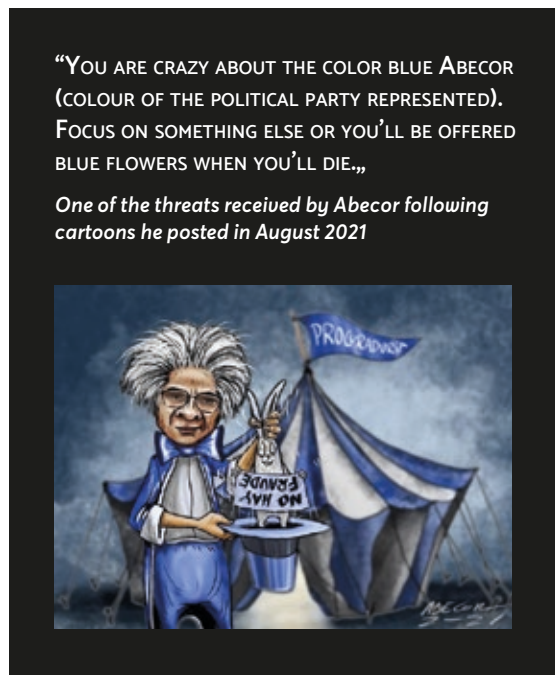 “You are crazy about the color blue Abecor
(colour of the political party represented).
Focus on something else or you’ll be offered
blue flowers when you’ll die.„
One of the threats received by Abecor following
cartoons he posted in August 2021
NO HAY
FRAUDE
ABECOR